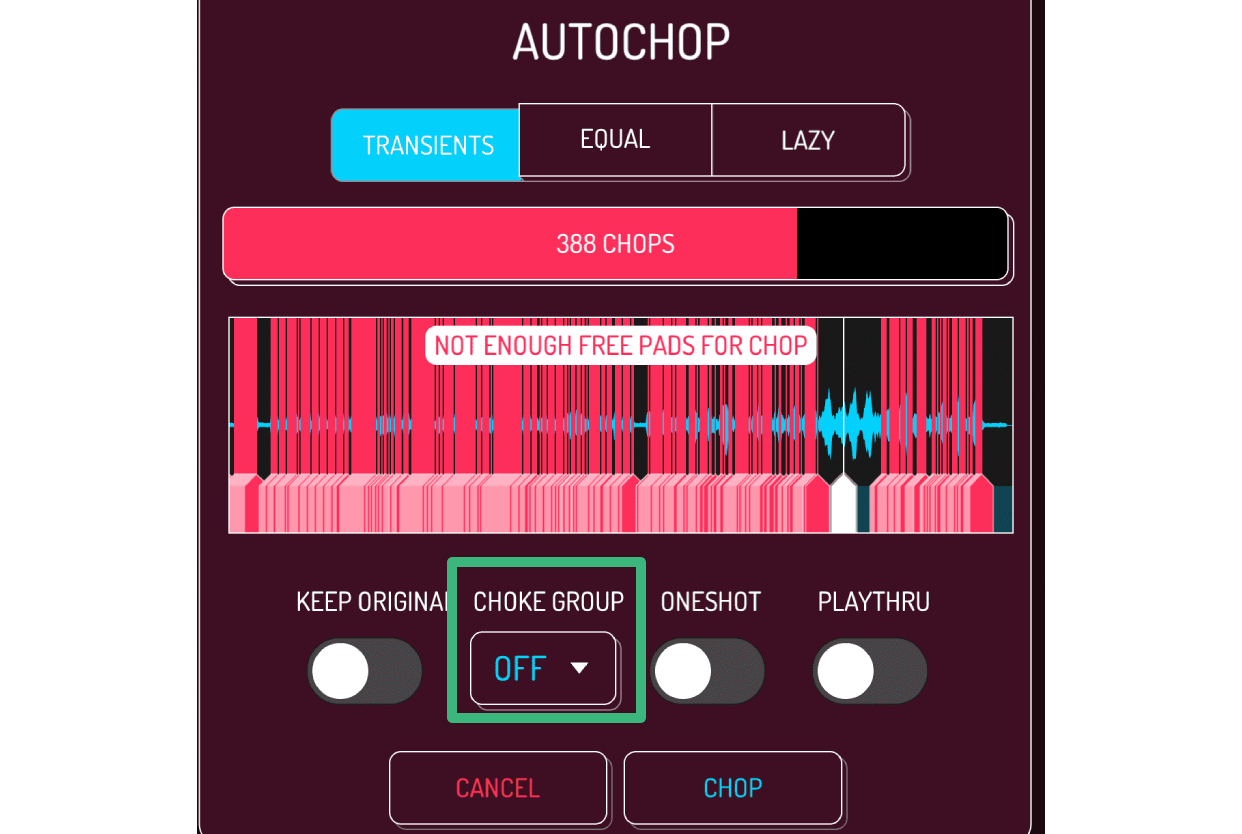 AUTOCHOP
TRANSIENTS EQUAL LAZY
388 CHOPS
NOT ENOUGH FREE PADS FOR CHOP
KEEP ORIGINAL CHOKE GROUP ONESHOT PLAYTHRU
OFF
CANCEL CHOP